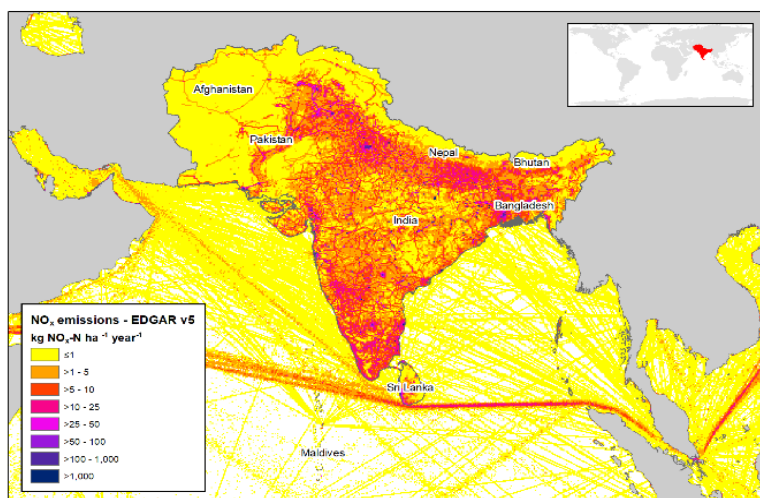 Afghanistan
Pakistan
Nepal
Bhutan
Bangladesh
India
Sri Lanka
Maldives
NOx emissions - EDGAR v5
kg NOx-N ha -1 year-1
≤1
>1 - 5
>5 - 10
>10 - 25
>25 - 50
>50 - 100
>100 - 1,000
>1,000